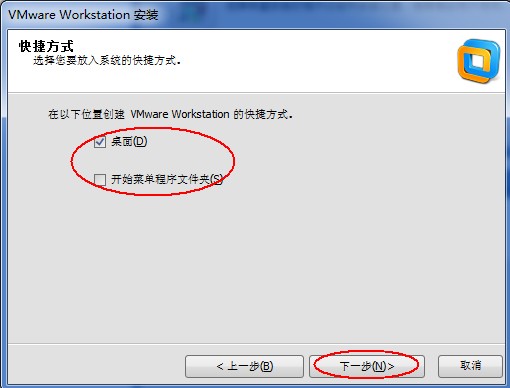 VMware Workstation 安装
快捷方式
选择您要放入系统的快捷方式。
在以下位置创建 VMware Workstation 的快捷方式。
桌面(D)
开始菜单程序文件夹(S)
< 上一步(B)
下一步(N)>
取消